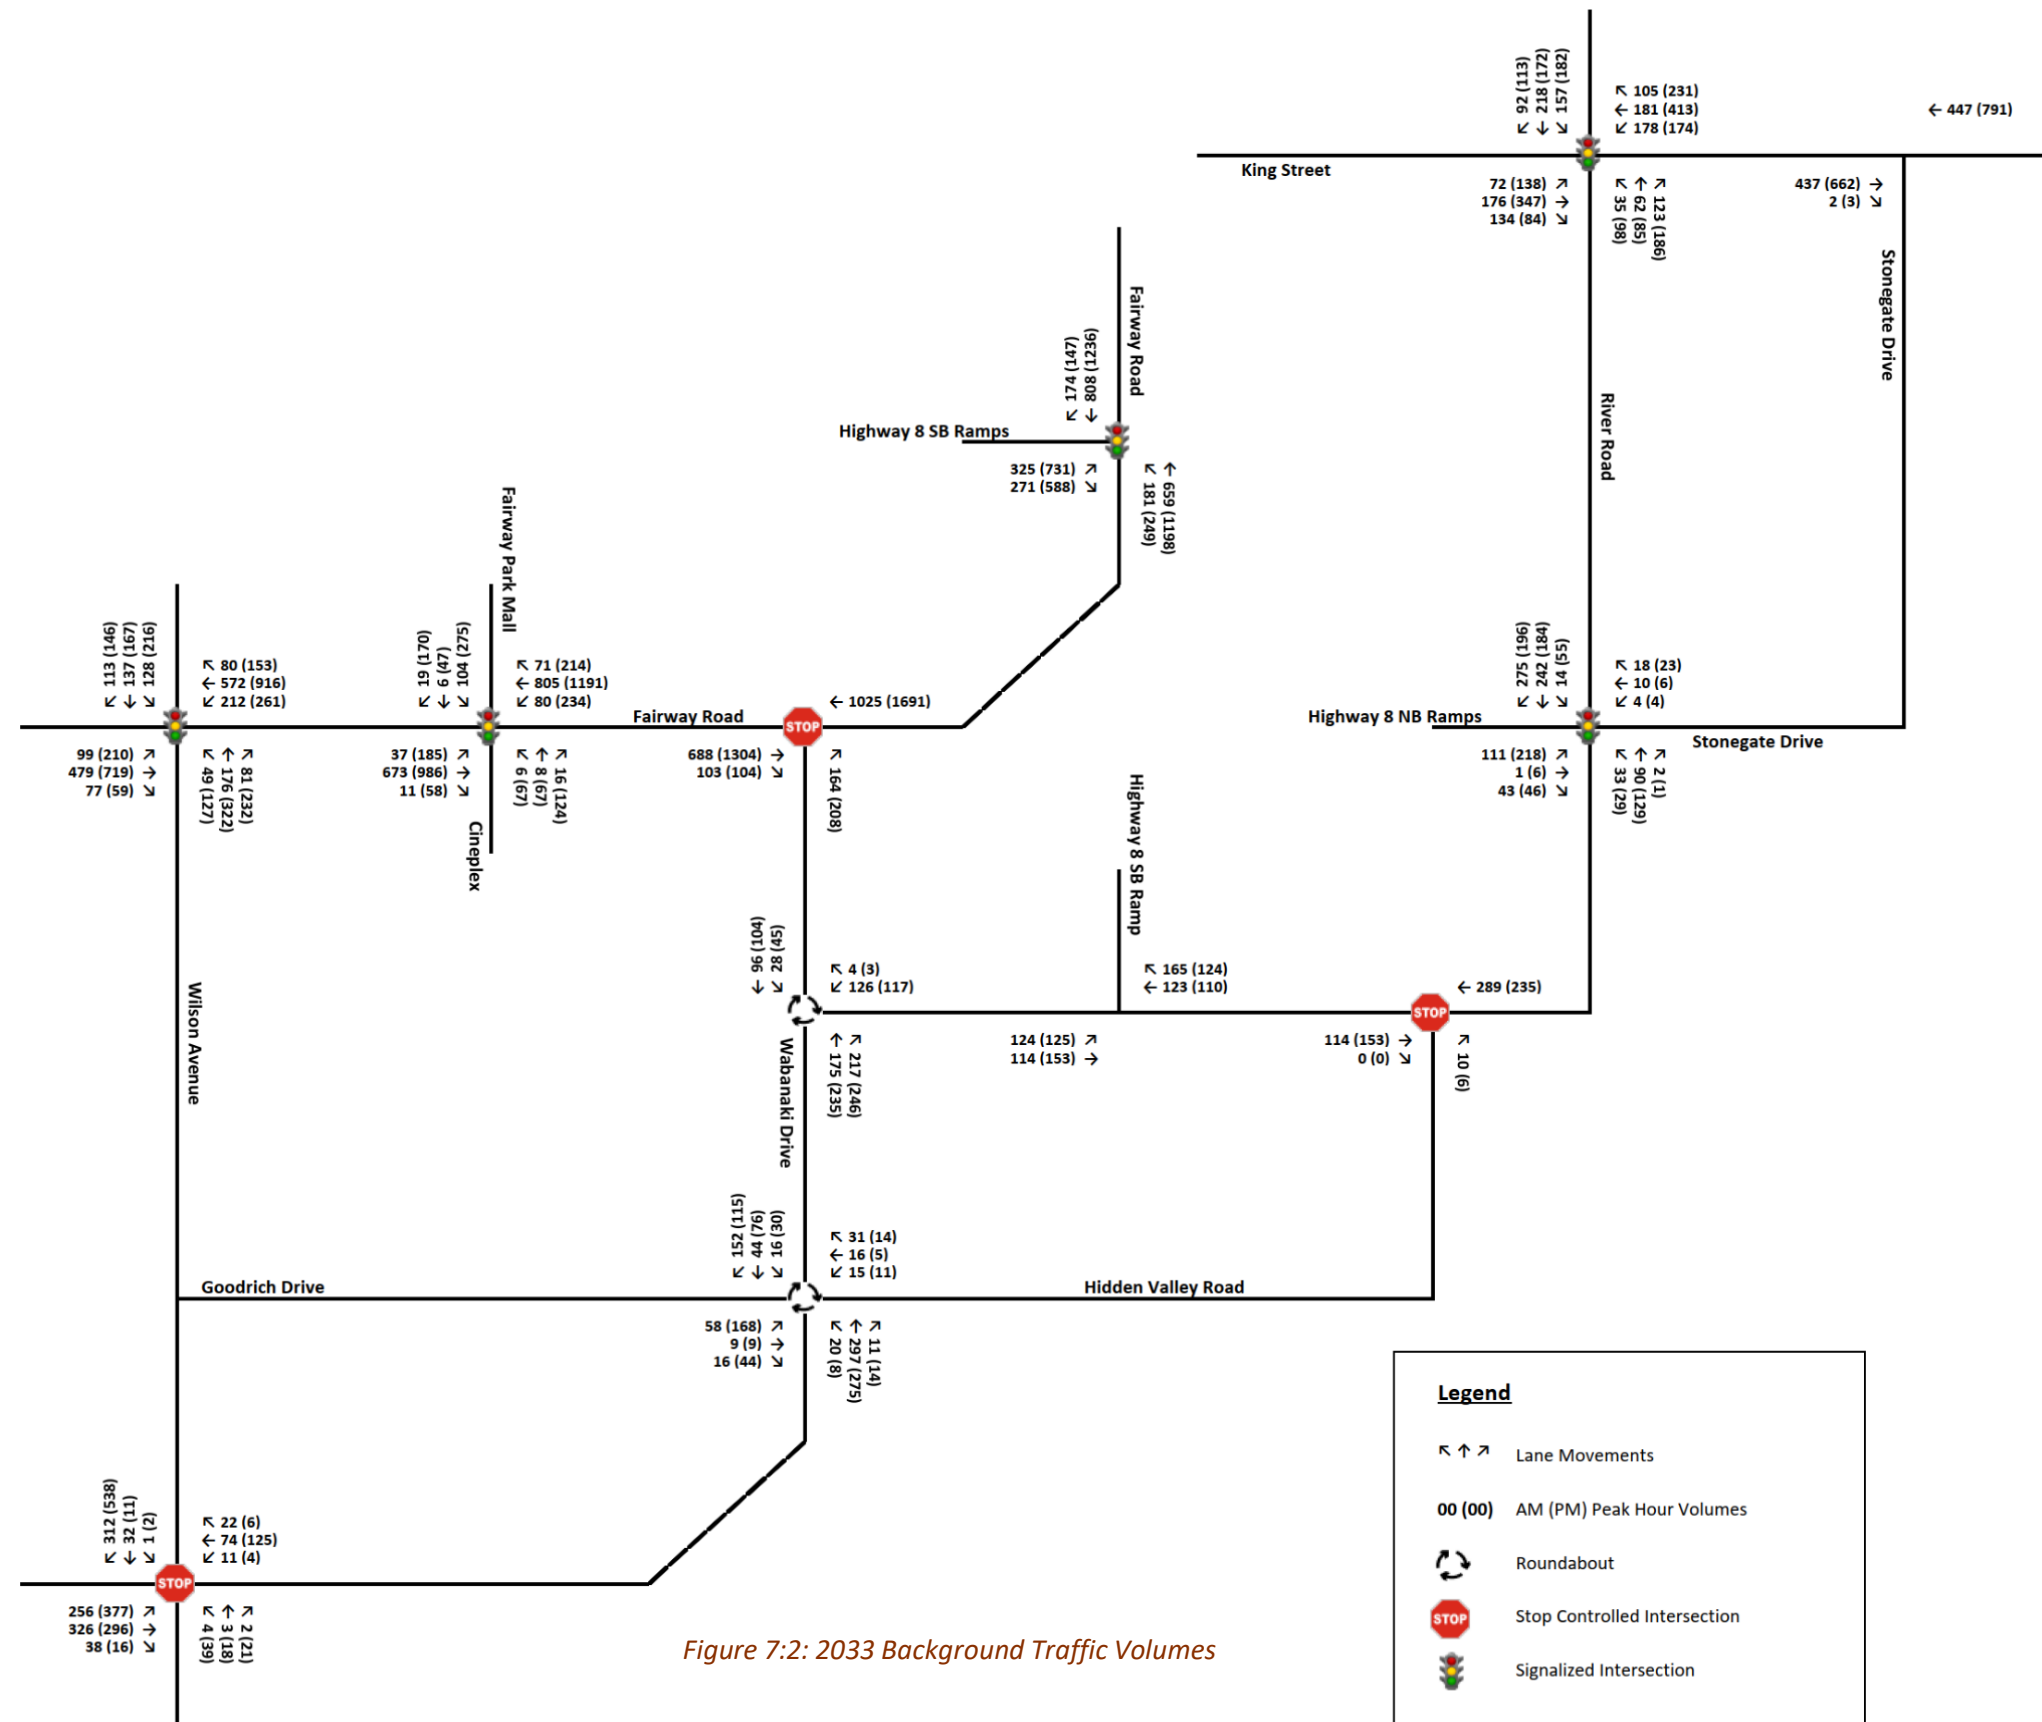 92 (113)
218 (172)
157 (182)
↖ 105 (231)
← 181 (413)
↙ 178 (174)
← 447 (791)
King Street
72 (138) ↗
176 (347) →
134 (84) ↘
35 (98)
62 (85)
123 (186)
437 (662) →
2 (3) ↘
Stonegate Drive
Fairway Road
174 (147)
808 (1236)
Highway 8 SB Ramps
325 (731) ↗
271 (588) ↘
181 (249)
659 (1198)
River Road
Fairway Park Mall
113 (146)
137 (167)
128 (216)
↖ 80 (153)
← 572 (916)
↙ 212 (261)
19 (170)
9 (47)
104 (275)
↖ 71 (214)
← 805 (1191)
↙ 80 (234)
Fairway Road
STOP
← 1025 (1691)
275 (196)
242 (184)
14 (55)
↖ 18 (23)
← 10 (6)
↙ 4 (4)
Highway 8 NB Ramps
Stonegate Drive
99 (210) ↗
479 (719) →
77 (59) ↘
49 (127)
176 (322)
81 (232)
37 (185) ↗
673 (986) →
11 (58) ↘
6 (67)
8 (67)
16 (124)
688 (1304) →
103 (104) ↘
164 (208)
111 (218) ↗
1 (6) →
43 (46) ↘
33 (29)
90 (129)
2 (1)
Cineplex
Highway 8 SB Ramp
Wilson Avenue
96 (104)
28 (45)
↖ 4 (3)
↙ 126 (117)
↖ 165 (124)
← 123 (110)
← 289 (235)
STOP
Wabanaki Drive
175 (235)
217 (246)
124 (125) ↗
114 (153) →
114 (153) →
0 (0) ↘
10 (6)
152 (115)
44 (76)
16 (30)
↖ 31 (14)
← 16 (5)
↙ 15 (11)
Goodrich Drive
Hidden Valley Road
58 (168) ↗
9 (9) →
16 (44) ↘
20 (8)
297 (275)
11 (14)
312 (538)
32 (11)
1 (2)
↖ 22 (6)
← 74 (125)
↙ 11 (4)
STOP
256 (377) ↗
326 (296) →
38 (16) ↘
4 (39)
3 (18)
2 (21)
Legend
↖ ↑ ↗ Lane Movements
00 (00) AM (PM) Peak Hour Volumes
Roundabout
STOP Stop Controlled Intersection
Signalized Intersection
Figure 7:2: 2033 Background Traffic Volumes